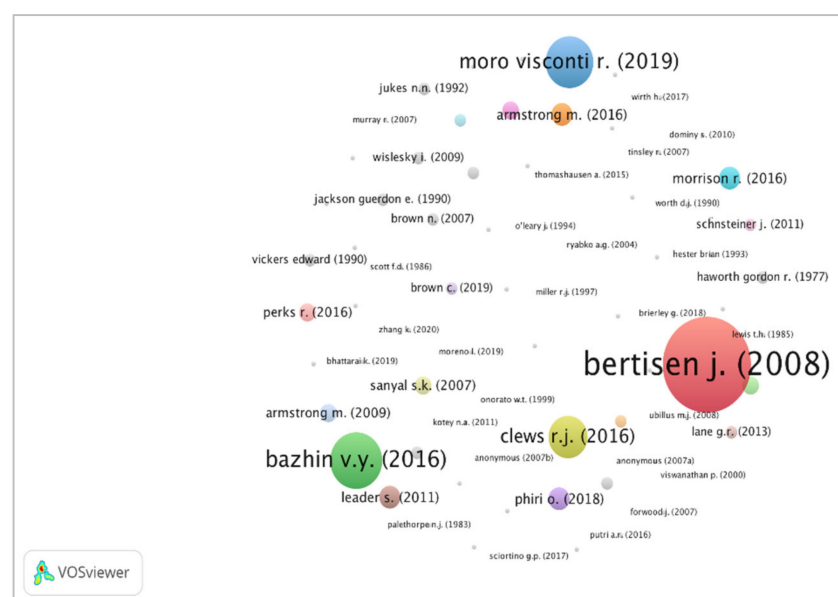 moro visconti r. (2019)
jukes n.n. (1992)
wirth h. (2017)
murray r. (2007)
armstrong m. (2016)
dominy s. (2010)
tinsley r. (2007)
wislesky i. (2009)
thomashausen a. (2015)
morrison r. (2016)
jackson guerdon e. (1990)
worth d.j. (1990)
brown n. (2007)
o'leary j. (1994)
schnsteiner j. (2011)
ryabko a.g. (2004)
vickers edward (1990)
scott f.d. (1986)
hester brian (1993)
haworth gordon r. (1977)
brown c. (2019)
miller r.j. (1997)
perks r. (2016)
brierley g. (2018)
zhang k. (2020)
lewis t.h. (1985)
bhattarai k. (2019)
moreno l. (2019)
bertisen j. (2008)
sanyal s.k. (2007)
onorato w.t. (1999)
armstrong m. (2009)
kotey n.a. (2011)
ubillus m.j. (2008)
clews r.j. (2016)
lane g.r. (2013)
bazhin v.y. (2016)
anonymous (2007b)
anonymous (2007a)
viswanathan p. (2000)
leader s. (2011)
phiri o. (2018)
forwood j. (2007)
palethorpe n.j. (1983)
putri a.r. (2016)
sciortino g.p. (2017)
VOSviewer